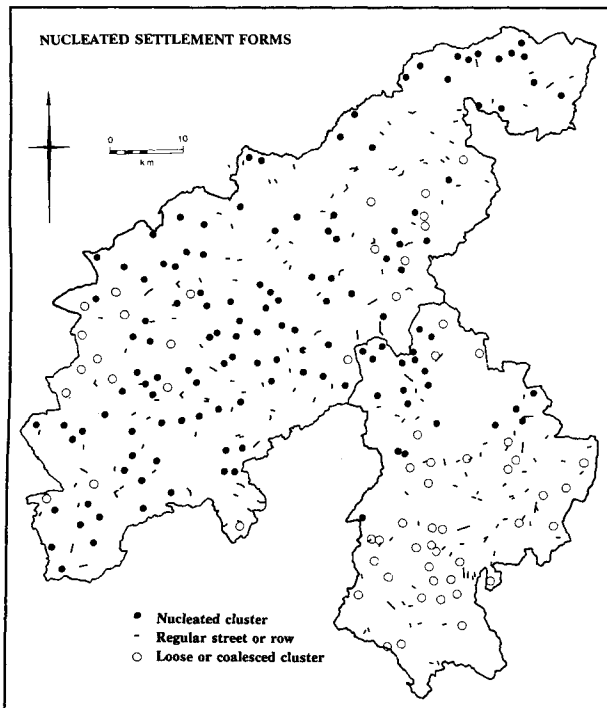 NUCLEATED SETTLEMENT FORMS
0 10
km
Nucleated cluster
Regular street or row
Loose or coalesced cluster